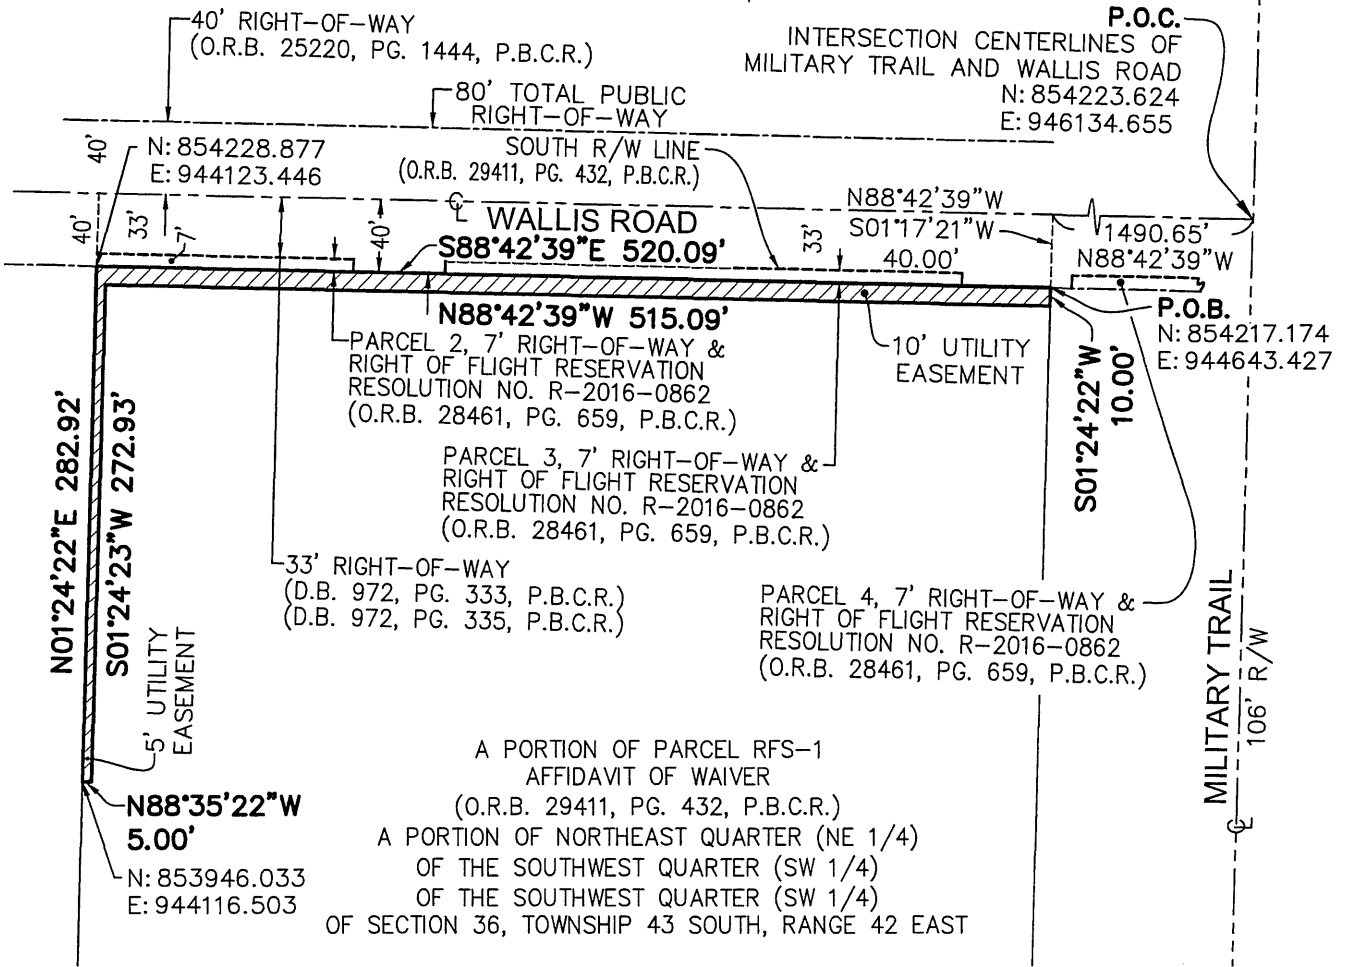 40' RIGHT-OF-WAY
(O.R.B. 25220, PG. 1444, P.B.C.R.)
P.O.C.
INTERSECTION CENTERLINES OF
MILITARY TRAIL AND WALLIS ROAD
N: 854223.624
E: 946134.655
80' TOTAL PUBLIC
RIGHT-OF-WAY
40'
N: 854228.877
E: 944123.446
SOUTH R/W LINE
(O.R.B. 29411, PG. 432, P.B.C.R.)
40'
33'
7'
40'
℄ WALLIS ROAD
33'
N88°42'39"W
S01°17'21"W
40.00'
1490.65'
N88°42'39"W
S88°42'39"E 520.09'
N88°42'39"W 515.09'
P.O.B.
N: 854217.174
E: 944643.427
PARCEL 2, 7' RIGHT-OF-WAY &
RIGHT OF FLIGHT RESERVATION
RESOLUTION NO. R-2016-0862
(O.R.B. 28461, PG. 659, P.B.C.R.)
10' UTILITY
EASEMENT
S01°24'22"W
10.00'
N01°24'22"E 282.92'
S01°24'23"W 272.93'
PARCEL 3, 7' RIGHT-OF-WAY &
RIGHT OF FLIGHT RESERVATION
RESOLUTION NO. R-2016-0862
(O.R.B. 28461, PG. 659, P.B.C.R.)
33' RIGHT-OF-WAY
(D.B. 972, PG. 333, P.B.C.R.)
(D.B. 972, PG. 335, P.B.C.R.)
PARCEL 4, 7' RIGHT-OF-WAY &
RIGHT OF FLIGHT RESERVATION
RESOLUTION NO. R-2016-0862
(O.R.B. 28461, PG. 659, P.B.C.R.)
5' UTILITY
EASEMENT
MILITARY TRAIL
106' R/W
℄
N88°35'22"W
5.00'
N: 853946.033
E: 944116.503
A PORTION OF PARCEL RFS-1
AFFIDAVIT OF WAIVER
(O.R.B. 29411, PG. 432, P.B.C.R.)
A PORTION OF NORTHEAST QUARTER (NE 1/4)
OF THE SOUTHWEST QUARTER (SW 1/4)
OF THE SOUTHWEST QUARTER (SW 1/4)
OF SECTION 36, TOWNSHIP 43 SOUTH, RANGE 42 EAST